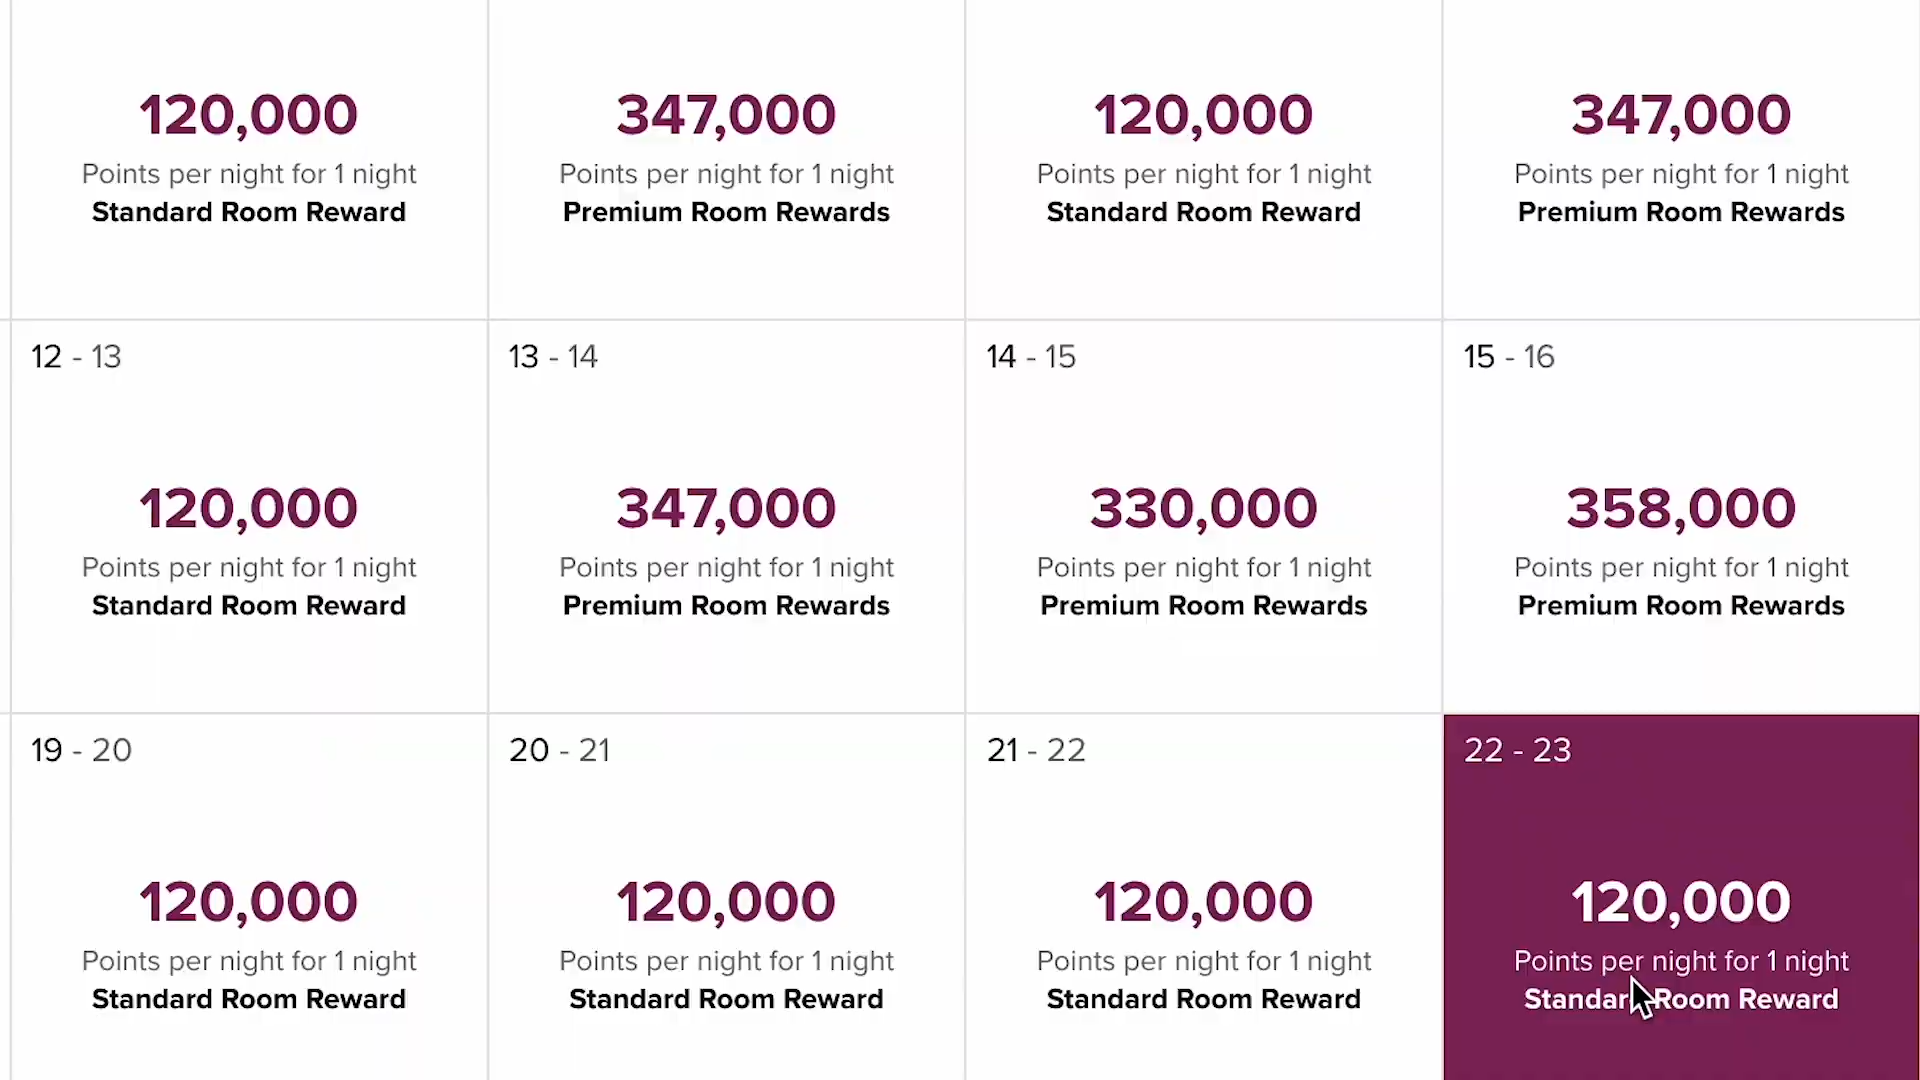 120,000
Points per night for 1 night
Standard Room Reward
347,000
Points per night for 1 night
Premium Room Rewards
120,000
Points per night for 1 night
Standard Room Reward
347,000
Points per night for 1 night
Premium Room Rewards
12 - 13
120,000
Points per night for 1 night
Standard Room Reward
13 - 14
347,000
Points per night for 1 night
Premium Room Rewards
14 - 15
330,000
Points per night for 1 night
Premium Room Rewards
15 - 16
358,000
Points per night for 1 night
Premium Room Rewards
19 - 20
120,000
Points per night for 1 night
Standard Room Reward
20 - 21
120,000
Points per night for 1 night
Standard Room Reward
21 - 22
120,000
Points per night for 1 night
Standard Room Reward
22 - 23
120,000
Points per night for 1 night
Standard Room Reward